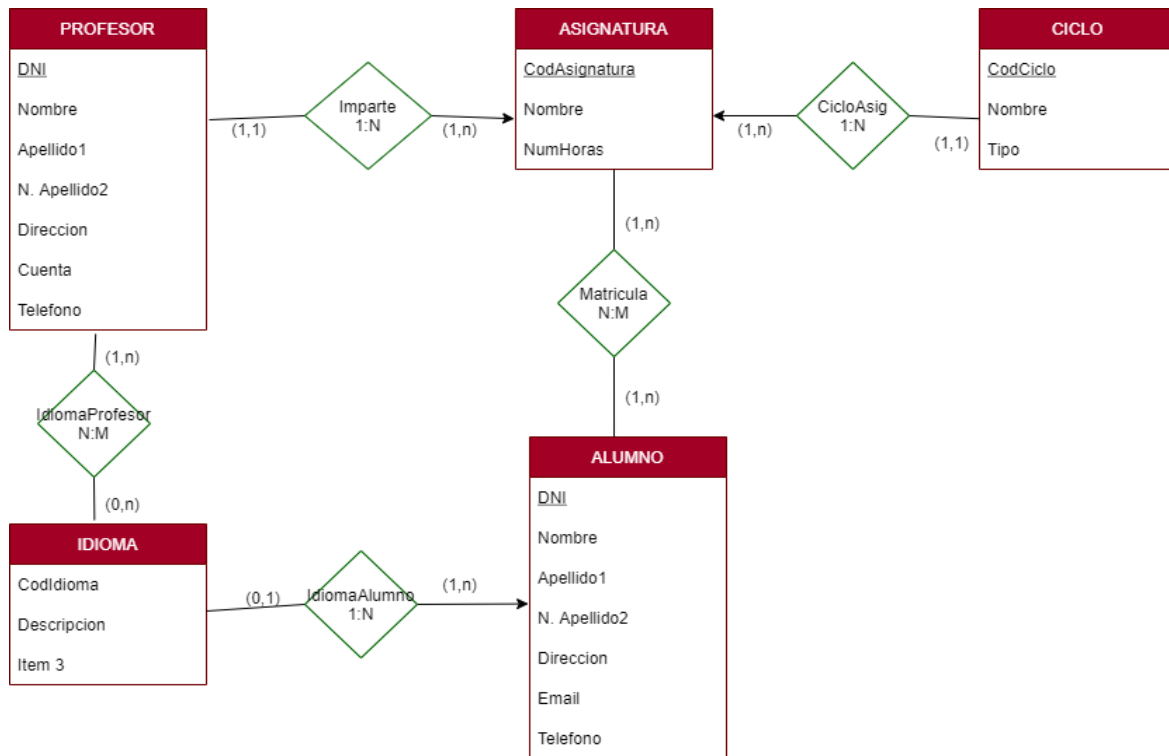 PROFESOR
DNI
Nombre
Apellido1
N. Apellido2
Direccion
Cuenta
Telefono
(1,1)
Imparte
1:N
(1,n)
ASIGNATURA
CodAsignatura
Nombre
NumHoras
(1,n)
CicloAsig
1:N
(1,1)
CICLO
CodCiclo
Nombre
Tipo
(1,n)
IdiomaProfesor
N:M
(0,n)
(1,n)
Matricula
N:M
(1,n)
IDIOMA
CodIdioma
Descripcion
Item 3
(0,1)
IdiomaAlumno
1:N
(1,n)
ALUMNO
DNI
Nombre
Apellido1
N. Apellido2
Direccion
Email
Telefono